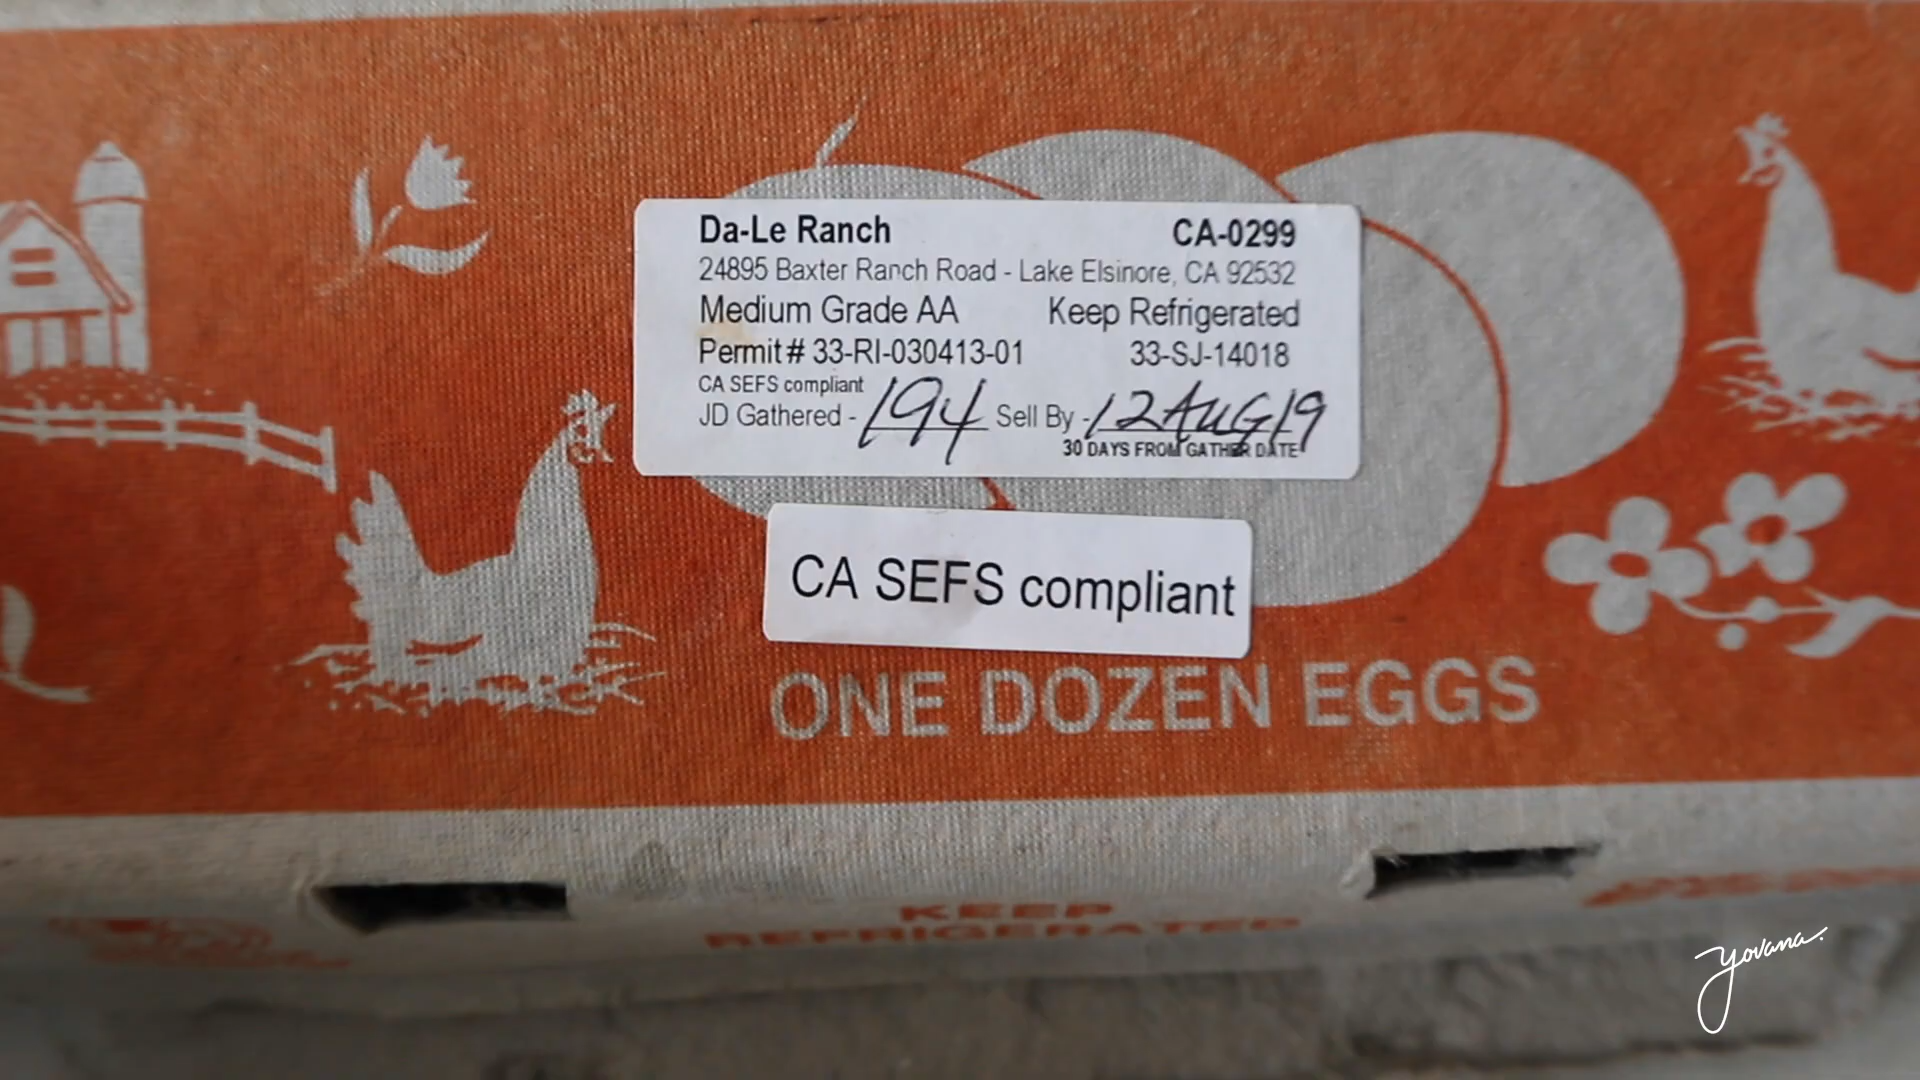 Da-Le Ranch CA-0299
24895 Baxter Ranch Road - Lake Elsinore, CA 92532
Medium Grade AA Keep Refrigerated
Permit# 33-RI-030413-01 33-SJ-14018
CA SEFS compliant
JD Gathered - 194 Sell By - 12AUG19
30 DAYS FROM GATHER DATE
CA SEFS compliant
ONE DOZEN EGGS
KEEP
REFRIGERATED
Yovana.